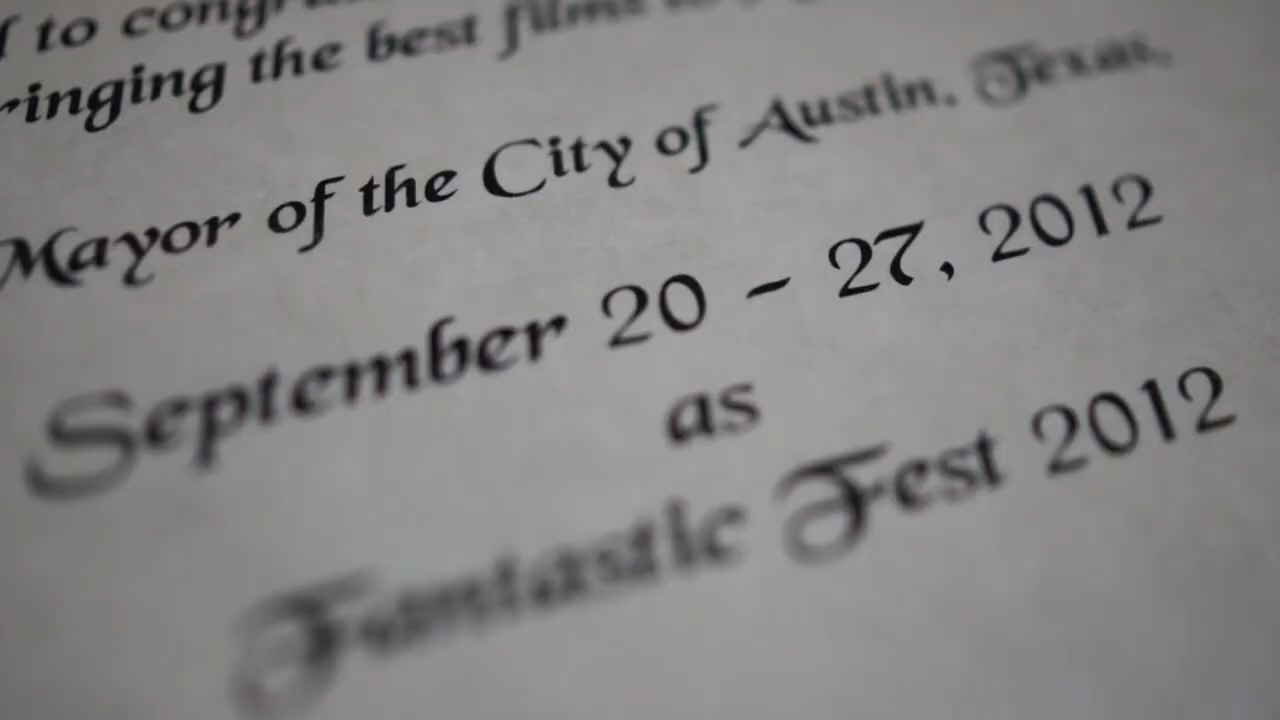 to
ringing the best films
Mayor of the City of Austin, Texas,
September 20 - 27, 2012
as
Fantastic Fest 2012